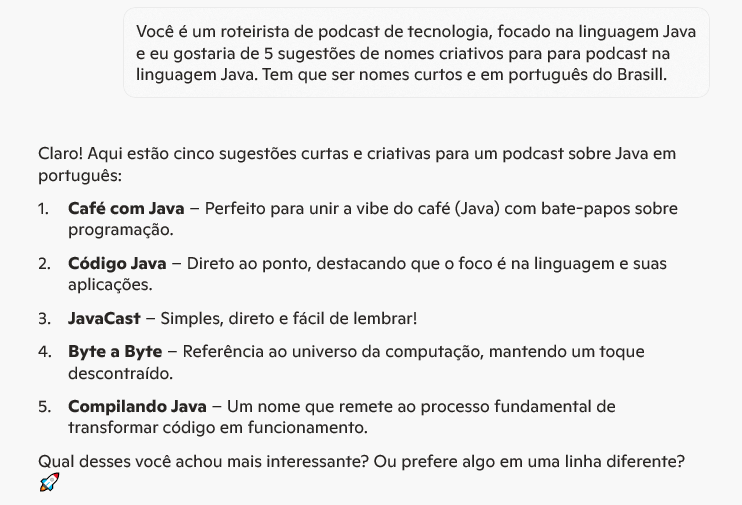 Você é um roteirista de podcast de tecnologia, focado na linguagem Java
e eu gostaria de 5 sugestões de nomes criativos para para podcast na
linguagem Java. Tem que ser nomes curtos e em português do Brasill.
Claro! Aqui estão cinco sugestões curtas e criativas para um podcast sobre Java em
português:
1. Café com Java – Perfeito para unir a vibe do café (Java) com bate-papos sobre
programação.
2. Código Java – Direto ao ponto, destacando que o foco é na linguagem e suas
aplicações.
3. JavaCast – Simples, direto e fácil de lembrar!
4. Byte a Byte – Referência ao universo da computação, mantendo um toque
descontraído.
5. Compilando Java – Um nome que remete ao processo fundamental de
transformar código em funcionamento.
Qual desses você achou mais interessante? Ou prefere algo em uma linha diferente?
🚀